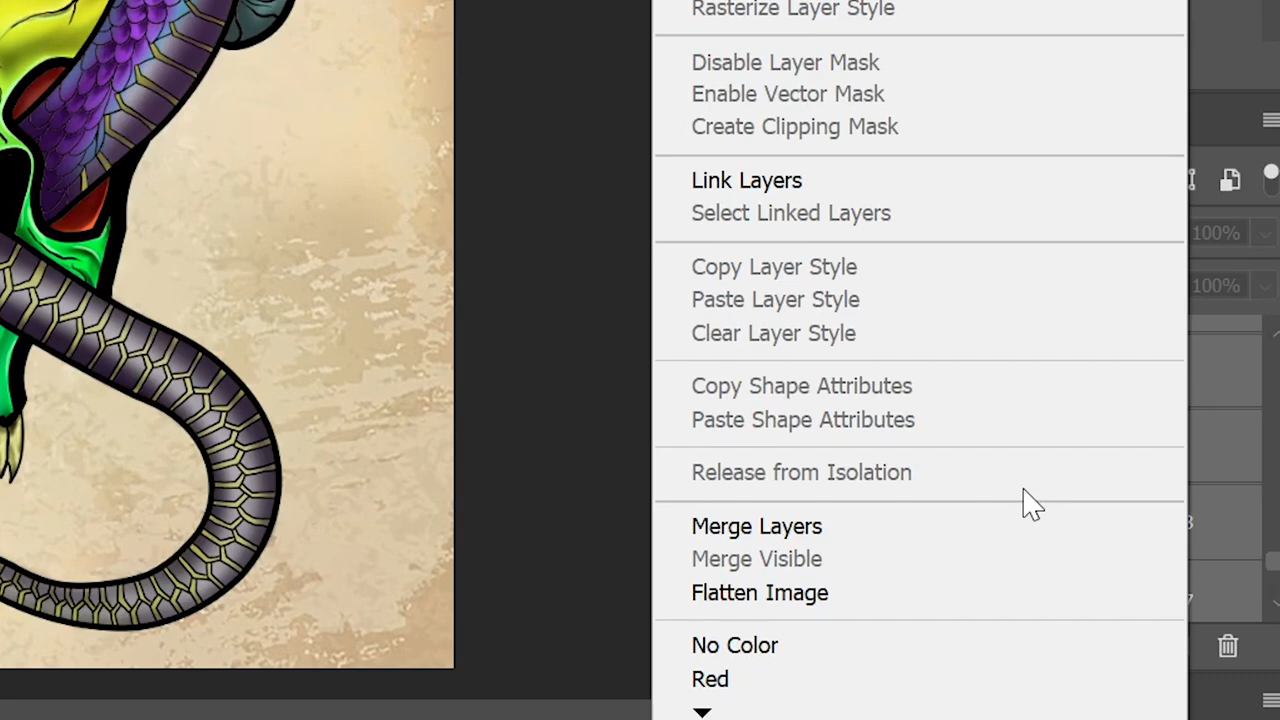 Rasterize Layer Style
Disable Layer Mask
Enable Vector Mask
Create Clipping Mask
Link Layers
Select Linked Layers
100%
Copy Layer Style
100%
Paste Layer Style
Clear Layer Style
Copy Shape Attributes
Paste Shape Attributes
Release from Isolation
Merge Layers
Merge Visible
Flatten Image
No Color
Red